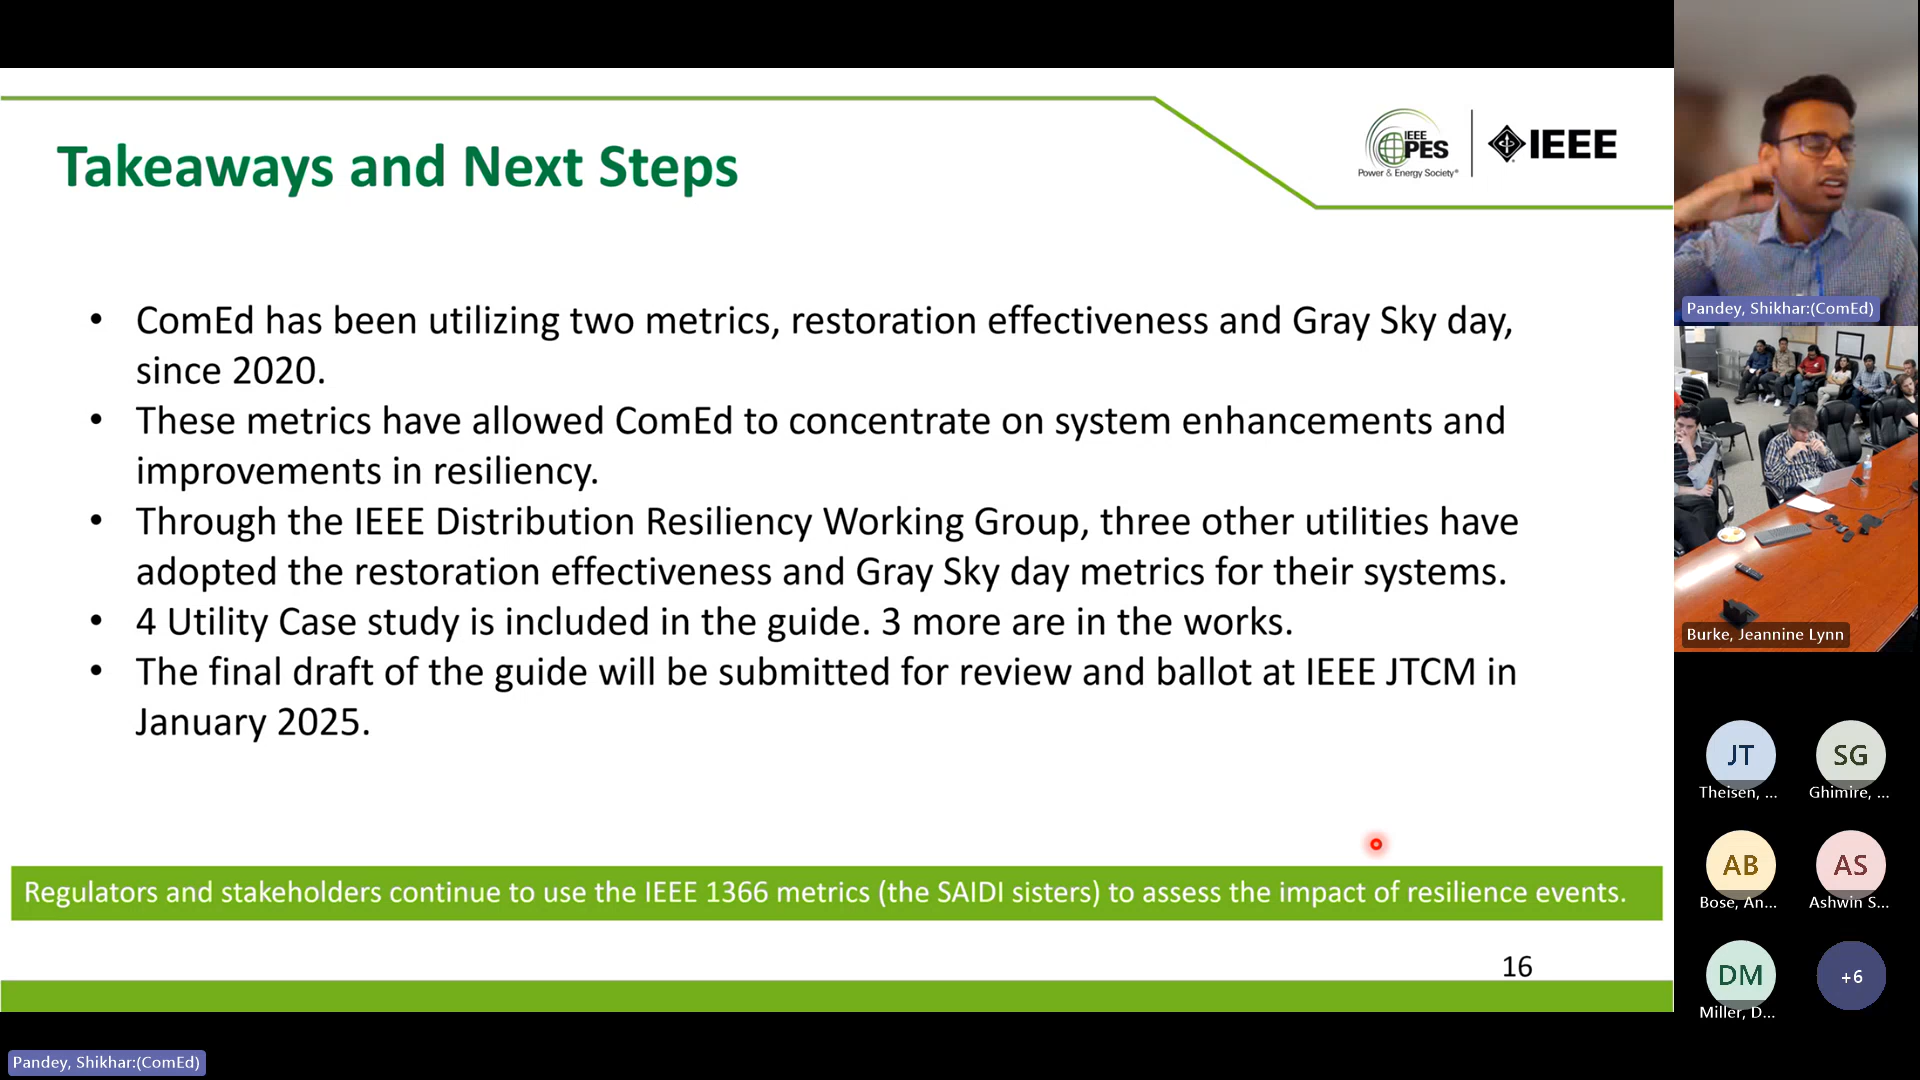 Takeaways and Next Steps
IEEE
PES
Power & Energy Society®
IEEE
• ComEd has been utilizing two metrics, restoration effectiveness and Gray Sky day,
since 2020.
• These metrics have allowed ComEd to concentrate on system enhancements and
improvements in resiliency.
• Through the IEEE Distribution Resiliency Working Group, three other utilities have
adopted the restoration effectiveness and Gray Sky day metrics for their systems.
• 4 Utility Case study is included in the guide. 3 more are in the works.
• The final draft of the guide will be submitted for review and ballot at IEEE JTCM in
January 2025.
Regulators and stakeholders continue to use the IEEE 1366 metrics (the SAIDI sisters) to assess the impact of resilience events.
16
Pandey, Shikhar:(ComEd)
Pandey, Shikhar:(ComEd)
Burke, Jeannine Lynn
JT
Theisen, ...
SG
Ghimire, ...
AB
Bose, An...
AS
Ashwin S...
DM
Miller, D...
+6